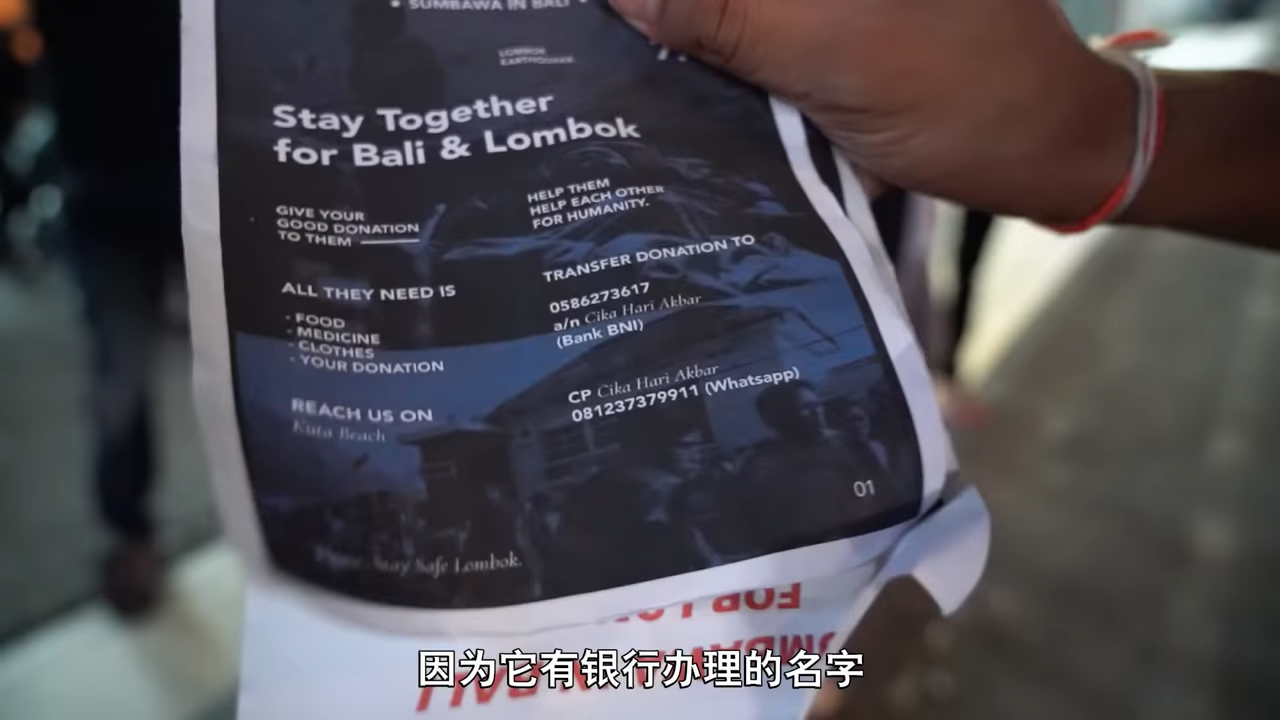 • SUMBAWA IN BALI •
LOMBOK
EARTHQUAKE
Stay Together
for Bali & Lombok
GIVE YOUR
GOOD DONATION
TO THEM
HELP THEM
HELP EACH OTHER
FOR HUMANITY.
ALL THEY NEED IS
- FOOD
- MEDICINE
- CLOTHES
- YOUR DONATION
TRANSFER DONATION TO
0586273617
a/n Cika Hari Akbar
(Bank BNI)
REACH US ON
Kuta Beach
CP Cika Hari Akbar
081237379911 (Whatsapp)
01
Stay Safe Lombok.
FOR
BALI
因为它有银行办理的名字